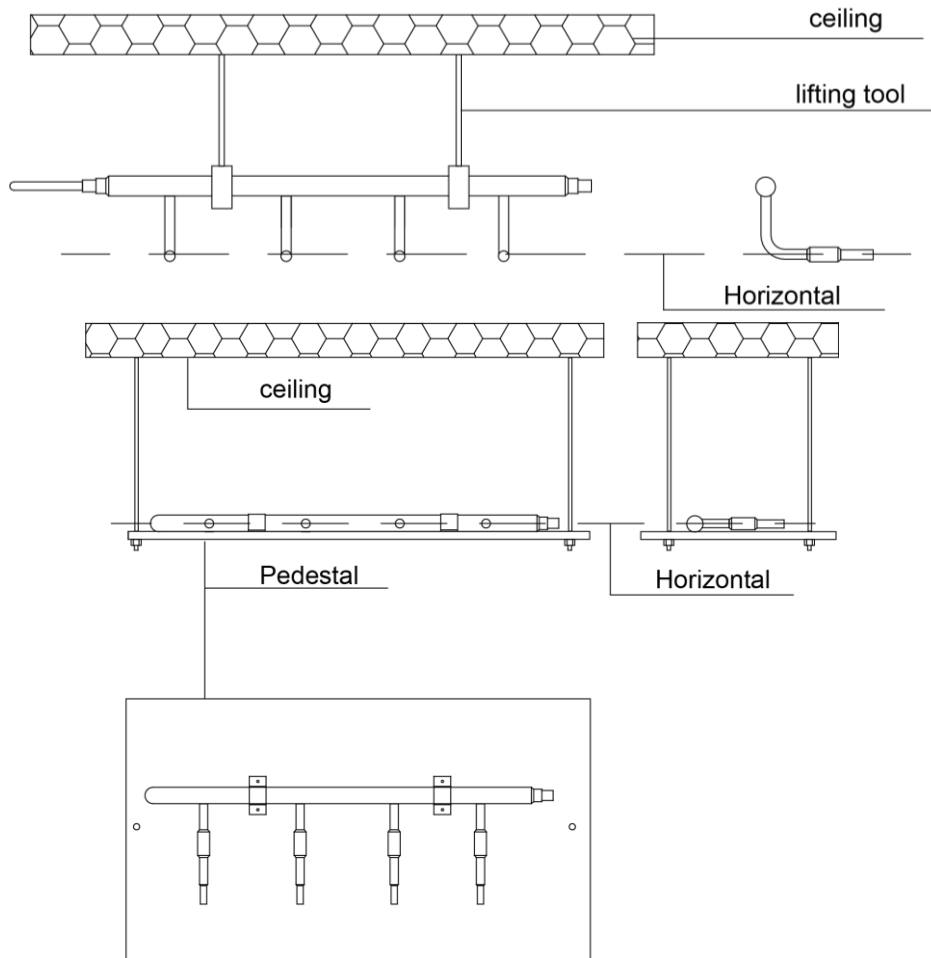 ceiling
lifting tool
Horizontal
ceiling
Pedestal
Horizontal